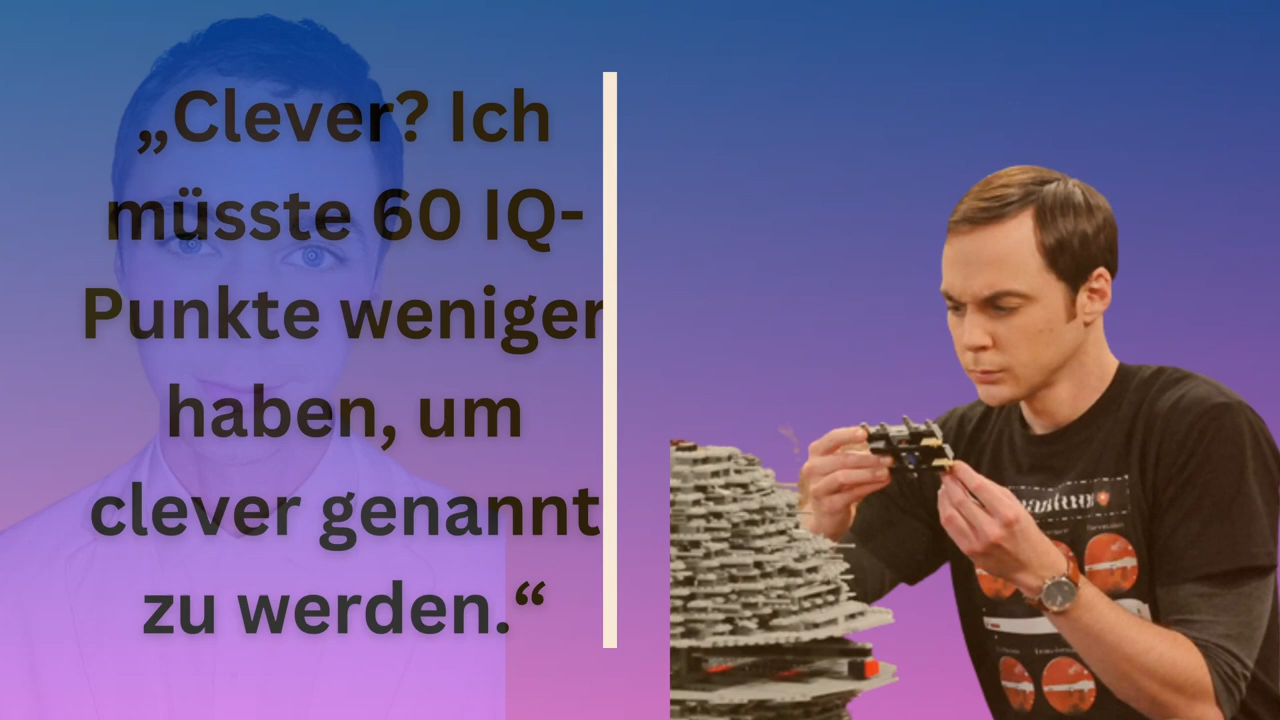 „Clever? Ich
müsste 60 IQ-
Punkte weniger
haben, um
clever genannt
zu werden.“